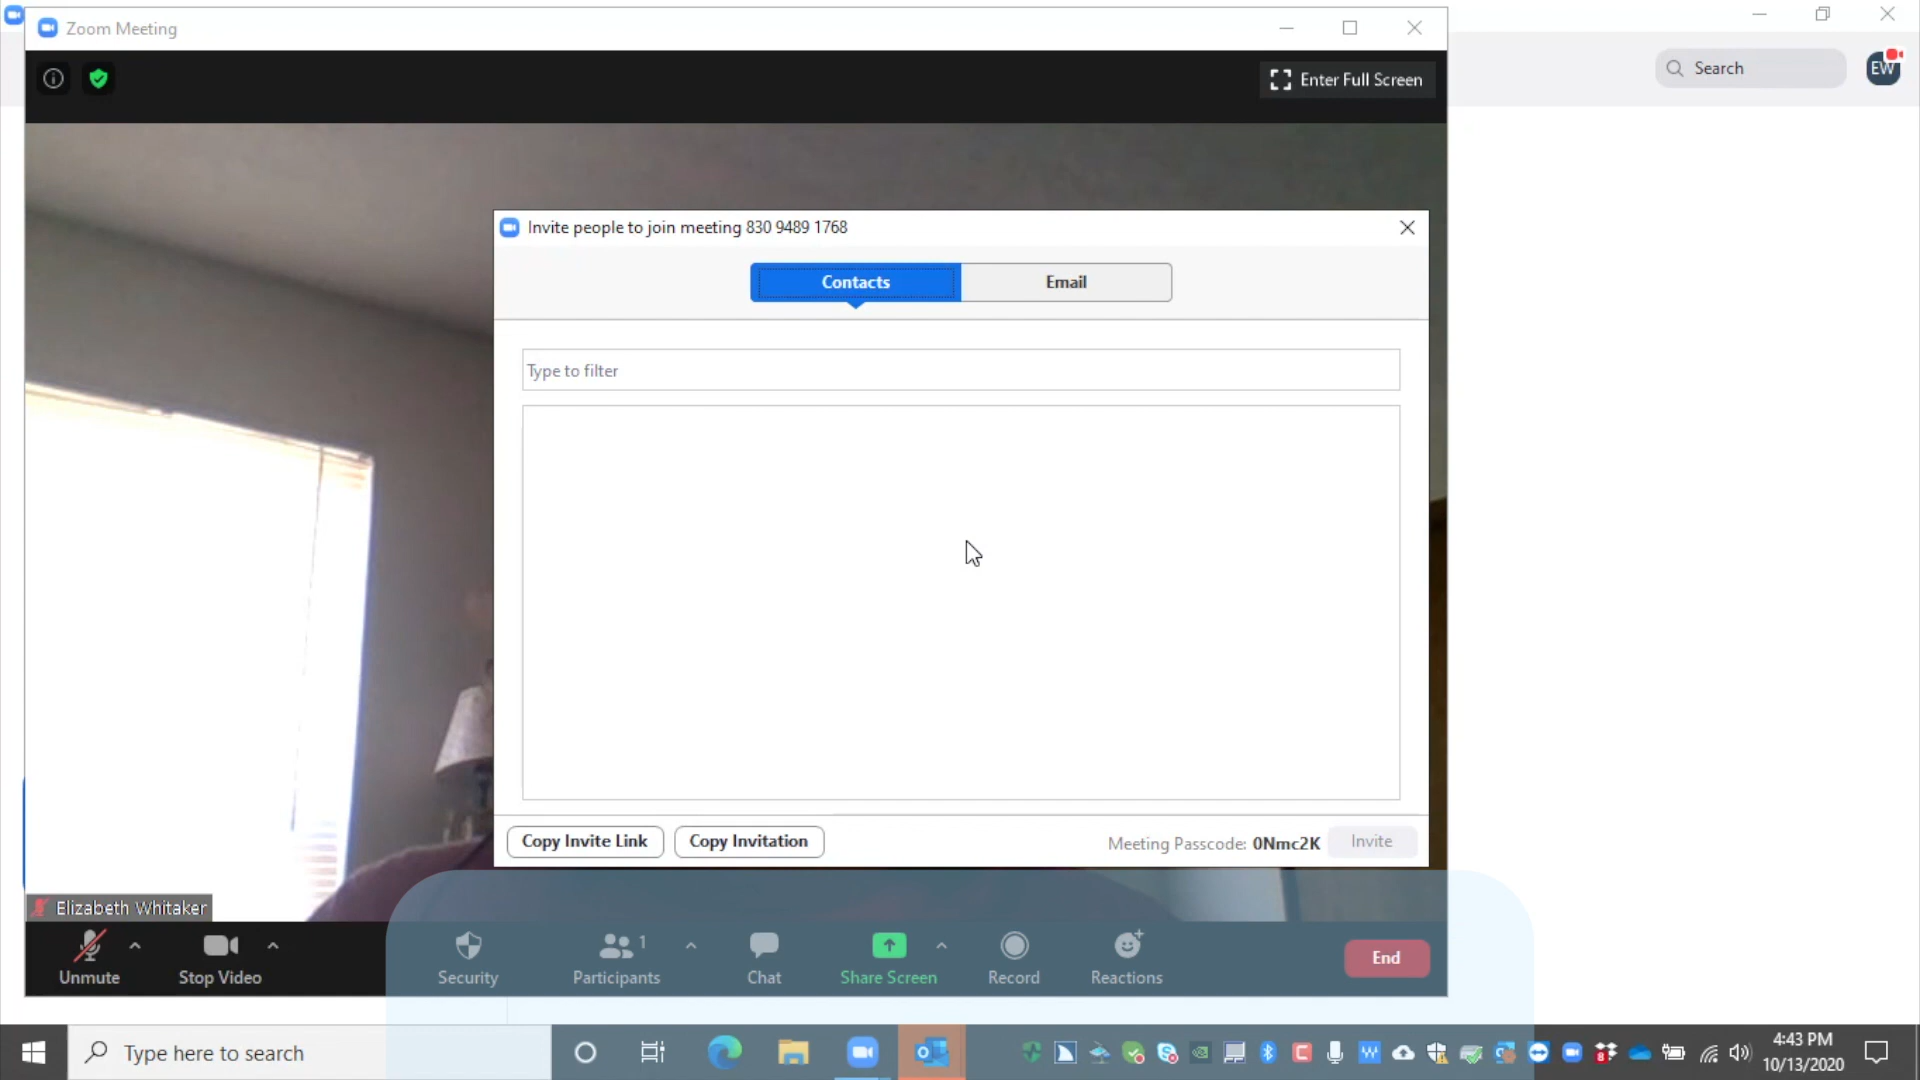 Zoom Meeting
Enter Full Screen
Search
EW
Invite people to join meeting 830 9489 1768
Contacts
Email
Type to filter
Copy Invite Link
Copy Invitation
Meeting Passcode: 0Nmc2K
Invite
Elizabeth Whitaker
Unmute
Stop Video
Security
1
Participants
Chat
Share Screen
Record
Reactions
End
Type here to search
4:43 PM
10/13/2020